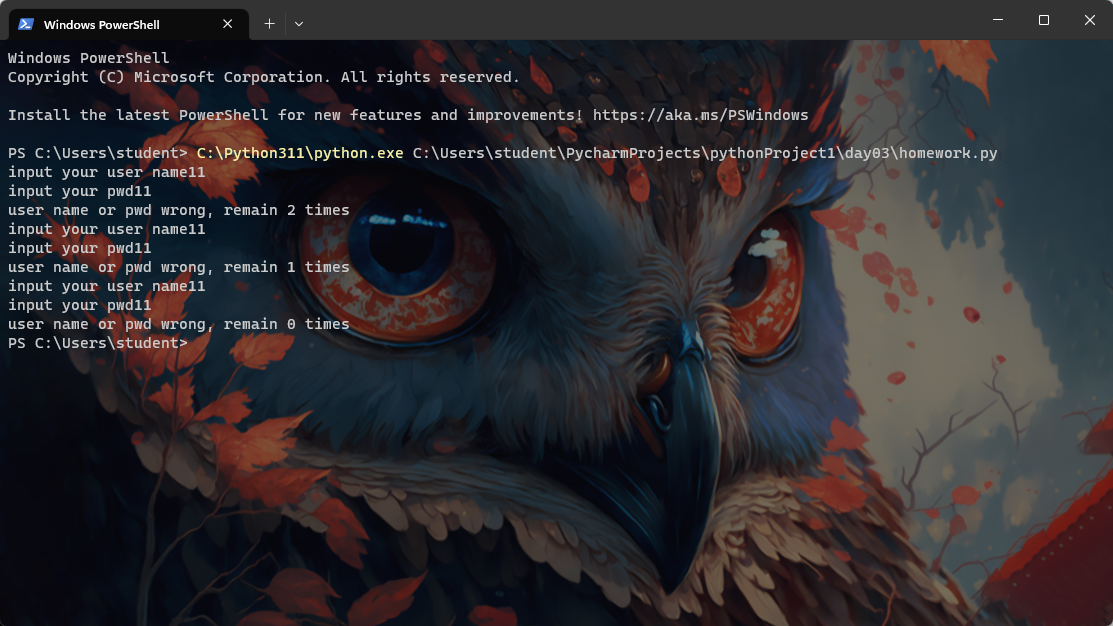 Windows PowerShell
Windows PowerShell
Copyright (C) Microsoft Corporation. All rights reserved.
Install the latest PowerShell for new features and improvements! https://aka.ms/PSWindows
PS C:\Users\student> C:\Python311\python.exe C:\Users\student\PycharmProjects\pythonProject1\day03\homework.py
input your user name11
input your pwd11
user name or pwd wrong, remain 2 times
input your user name11
input your pwd11
user name or pwd wrong, remain 1 times
input your user name11
input your pwd11
user name or pwd wrong, remain 0 times
PS C:\Users\student>